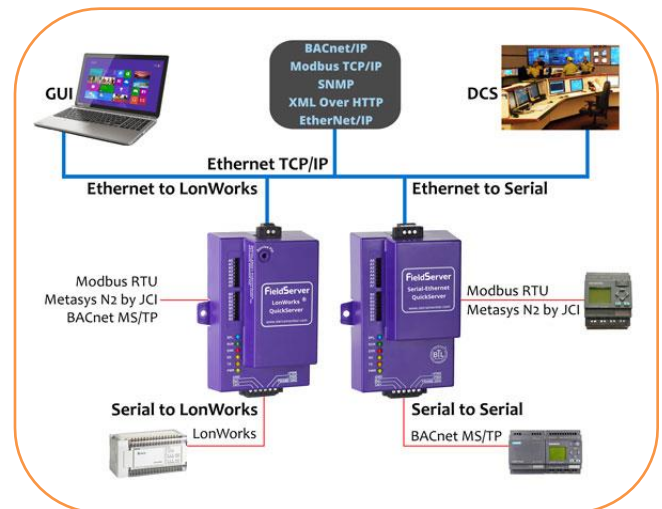 BACnet/IP
Modbus TCP/IP
SNMP
XML Over HTTP
EtherNet/IP
GUI
DCS
Ethernet TCP/IP
Ethernet to LonWorks
Ethernet to Serial
Modbus RTU
Metasys N2 by JCI
BACnet MS/TP
FieldServer
LonWorks ®
QuickServer
FieldServer
Serial-Ethernet
QuickServer
BTL
Modbus RTU
Metasys N2 by JCI
Serial to LonWorks
LonWorks
Serial to Serial
BACnet MS/TP